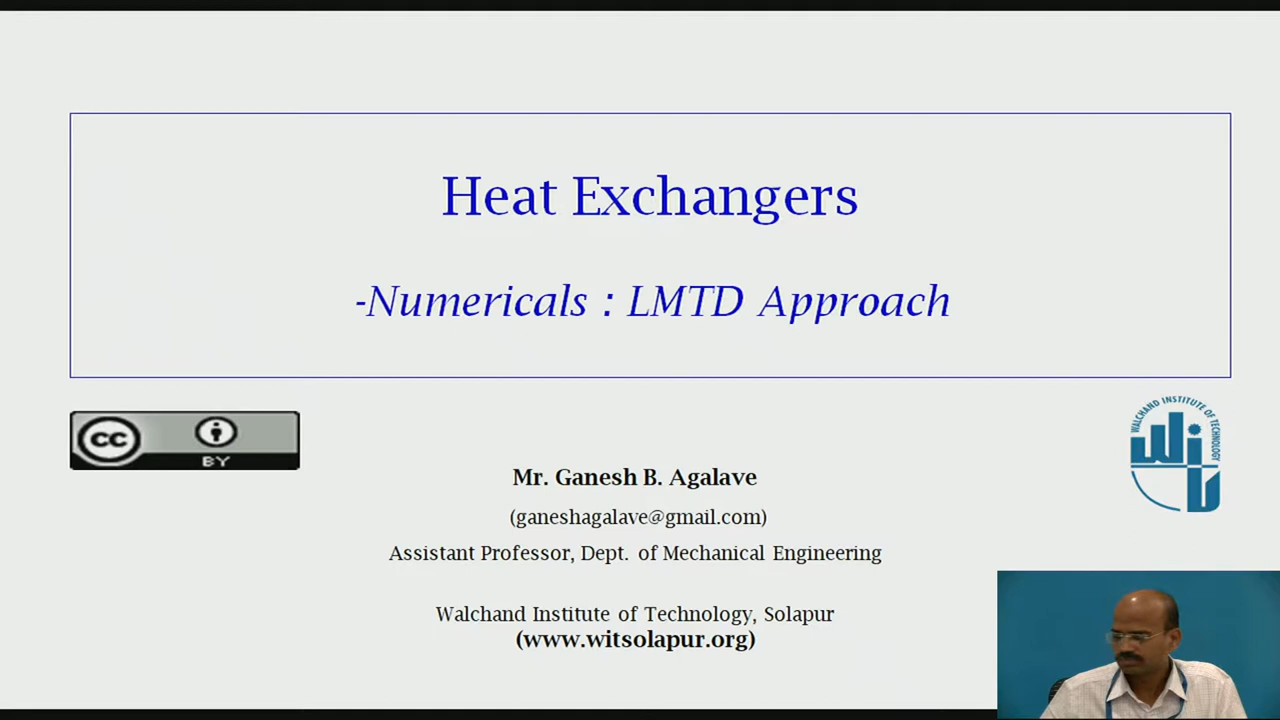 Heat Exchangers
-Numericals : LMTD Approach
CC
BY
WALCHAND INSTITUTE OF TECHNOLOGY
Mr. Ganesh B. Agalave
(ganeshagalave@gmail.com)
Assistant Professor, Dept. of Mechanical Engineering
Walchand Institute of Technology, Solapur
(www.witsolapur.org)